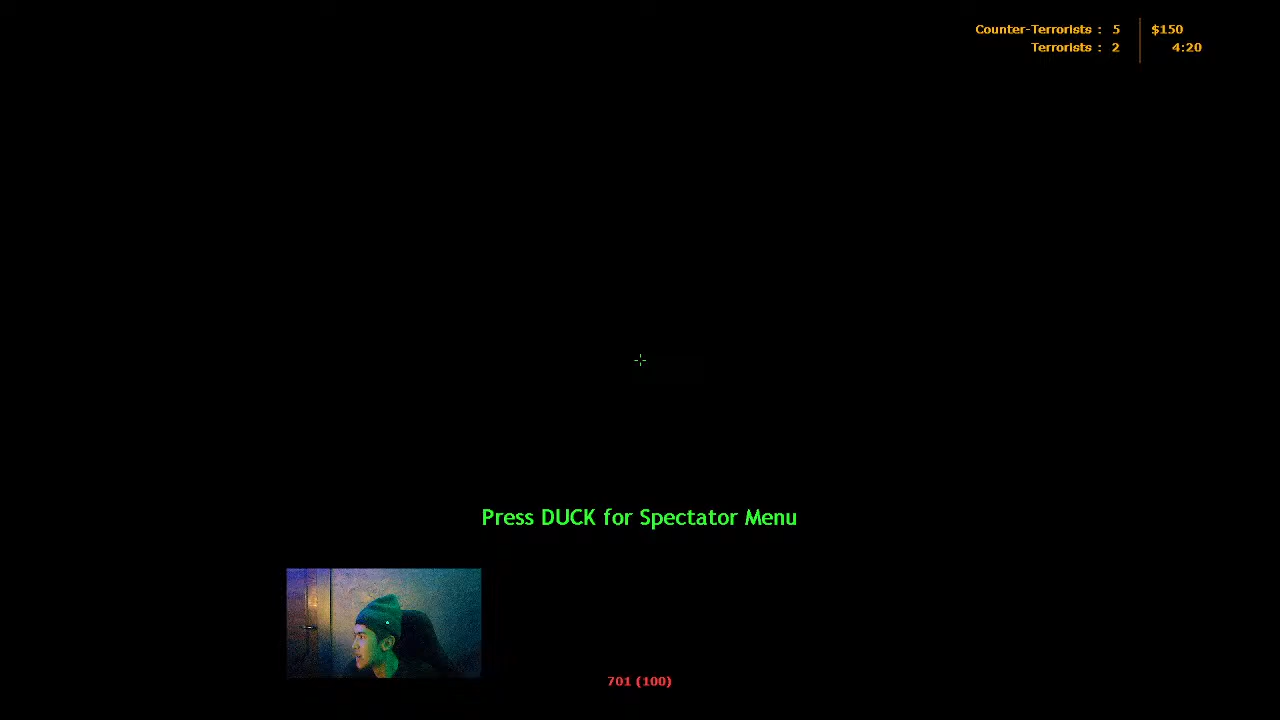 Counter-Terrorists : 5 $150
Terrorists : 2 4:20
Press DUCK for Spectator Menu
701 (100)